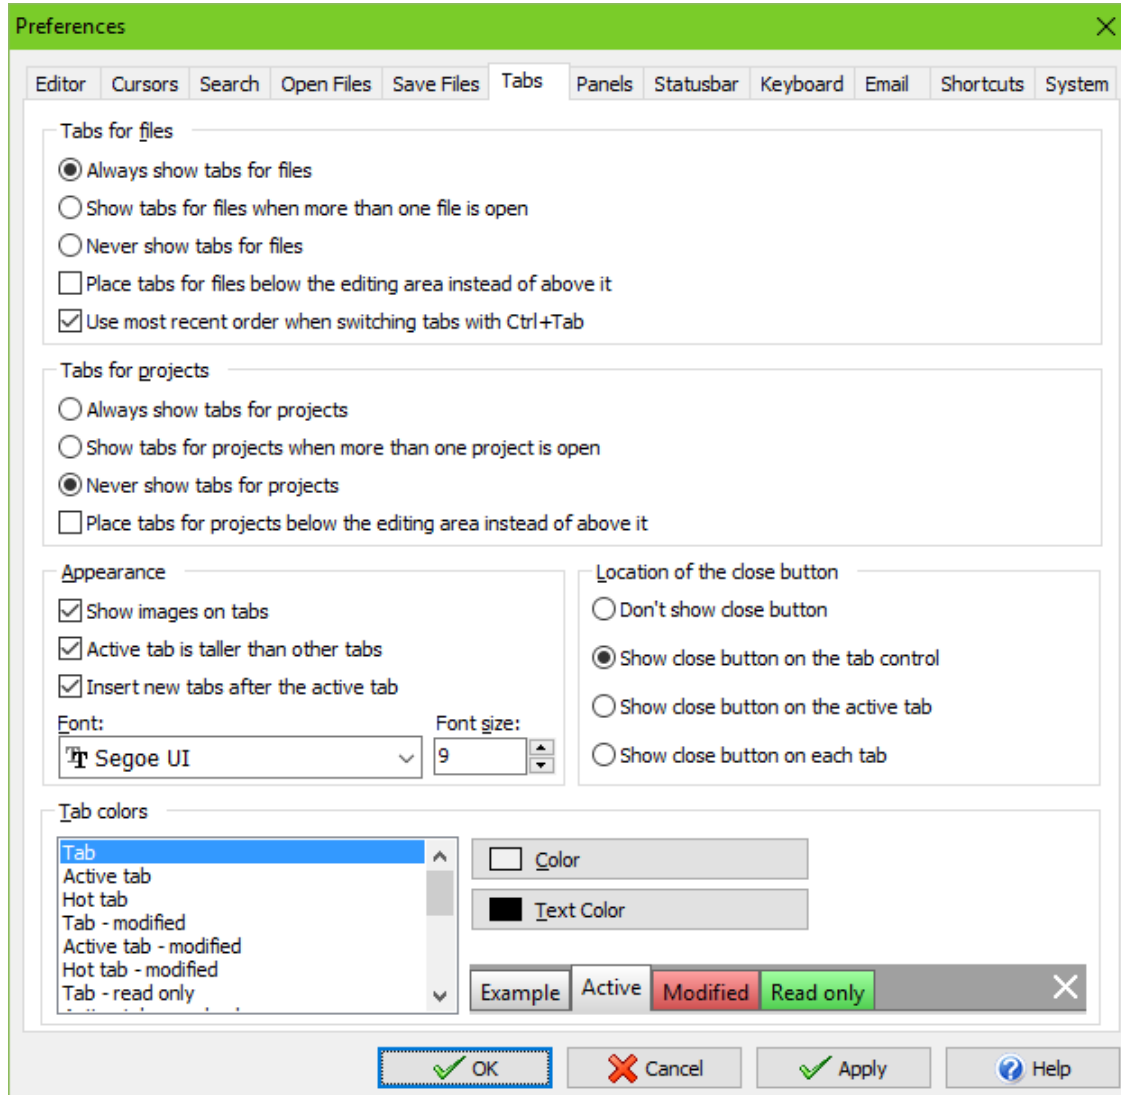 Preferences
Editor Cursors Search Open Files Save Files Tabs Panels Statusbar Keyboard Email Shortcuts System
Tabs for files
Always show tabs for files
Show tabs for files when more than one file is open
Never show tabs for files
Place tabs for files below the editing area instead of above it
Use most recent order when switching tabs with Ctrl+Tab
Tabs for projects
Always show tabs for projects
Show tabs for projects when more than one project is open
Never show tabs for projects
Place tabs for projects below the editing area instead of above it
Appearance
Show images on tabs
Active tab is taller than other tabs
Insert new tabs after the active tab
Font: Font size:
Segoe UI 9
Location of the close button
Don't show close button
Show close button on the tab control
Show close button on the active tab
Show close button on each tab
Tab colors
Tab
Active tab
Hot tab
Tab - modified
Active tab - modified
Hot tab - modified
Tab - read only
Color
Text Color
Example Active Modified Read only
OK Cancel Apply Help